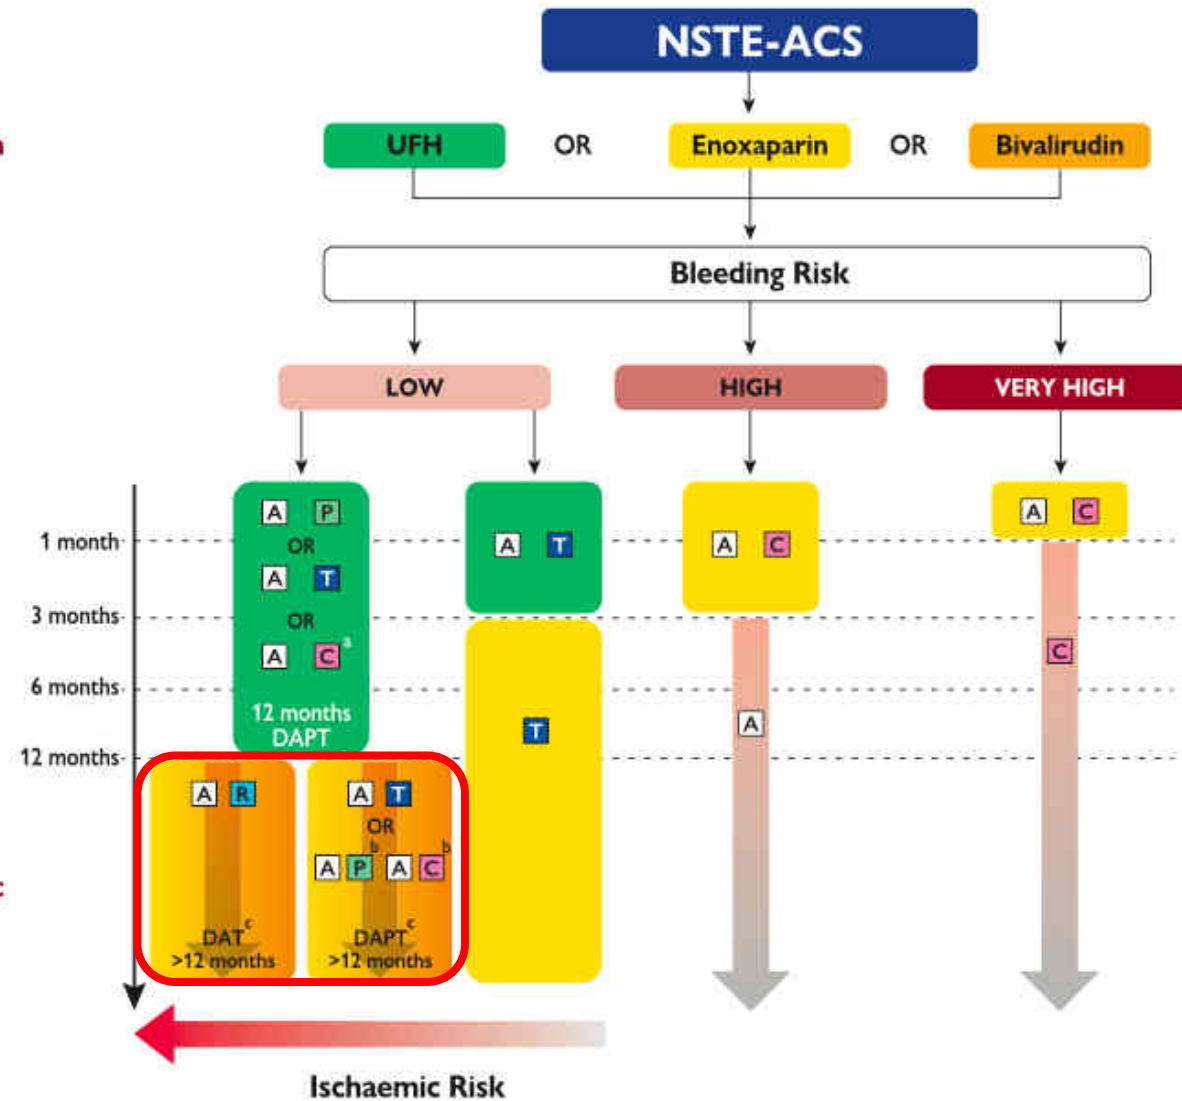 NSTE-ACS
UFH OR Enoxaparin OR Bivalirudin
Bleeding Risk
LOW HIGH VERY HIGH
A P
OR
A T
OR
A C a
12 months
DAPT
A T
T
A C
A
A C
C
1 month
3 months
6 months
12 months
A R
DAT c
>12 months
A T
OR
A P b A C b
DAPT c
>12 months
Ischaemic Risk